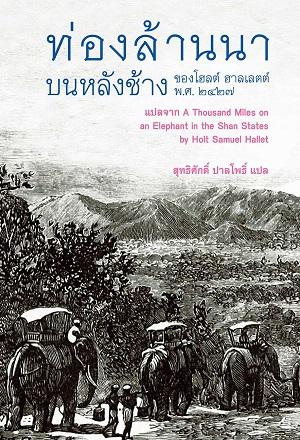 ท่องล้านนา
บนหลังช้าง ของโฮลต์ ฮาลเลตต์
พ.ศ. ๒๔๒๗
แปลจาก A Thousand Miles on
an Elephant in the Shan States
by Holt Samuel Hallet
สุทธิศักดิ์ ปาลโพธิ์ แปล